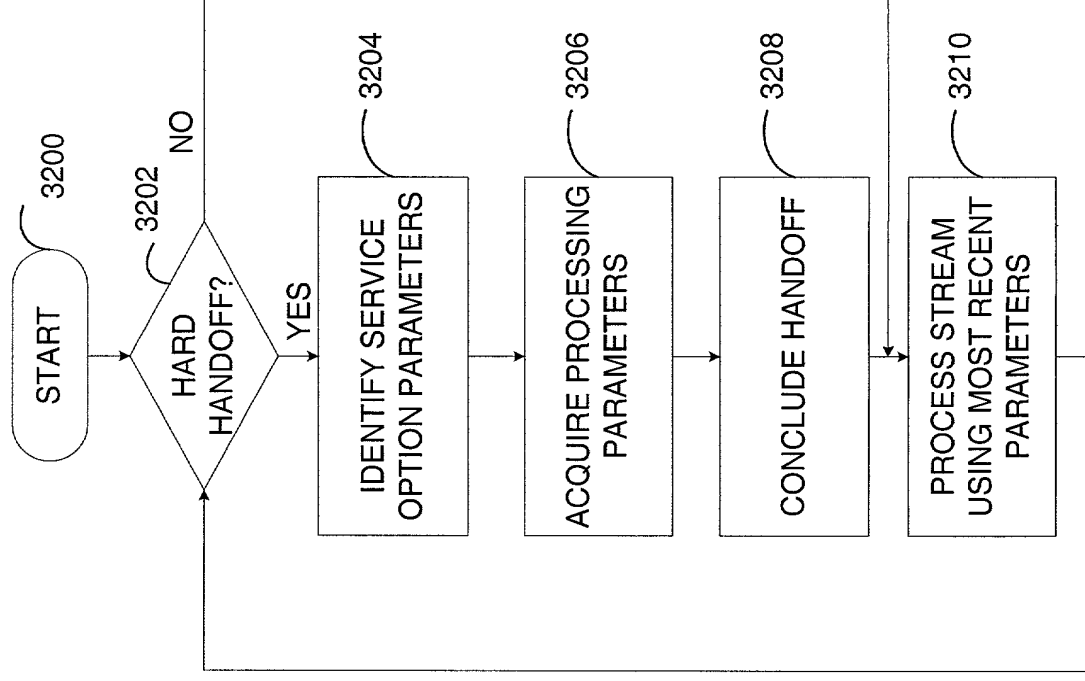 START
3200
HARD
HANDOFF?
3202
NO
YES
IDENTIFY SERVICE
OPTION PARAMETERS
3204
ACQUIRE PROCESSING
PARAMETERS
3206
CONCLUDE HANDOFF
3208
PROCESS STREAM
USING MOST RECENT
PARAMETERS
3210